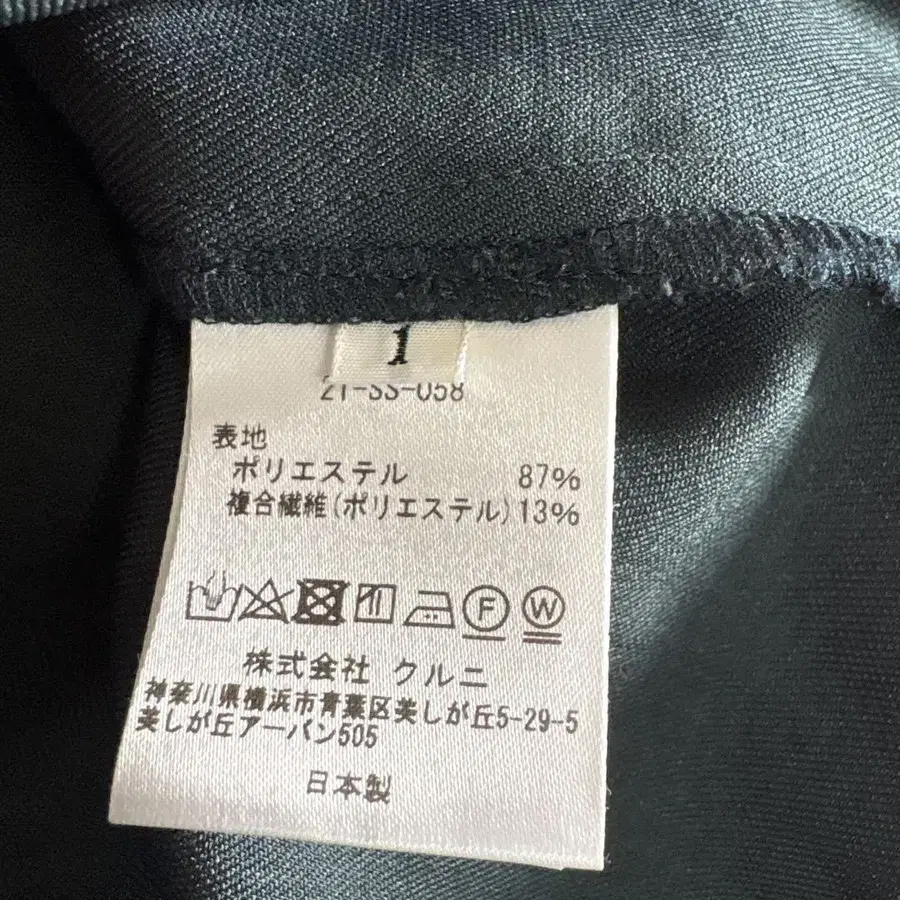 1
21-SS-058
表地
ポリエステル 87%
複合繊維(ポリエステル)13%
F W
株式会社 クルニ
神奈川県横浜市青葉区美しが丘5-29-5
美しが丘アーバン505
日本製